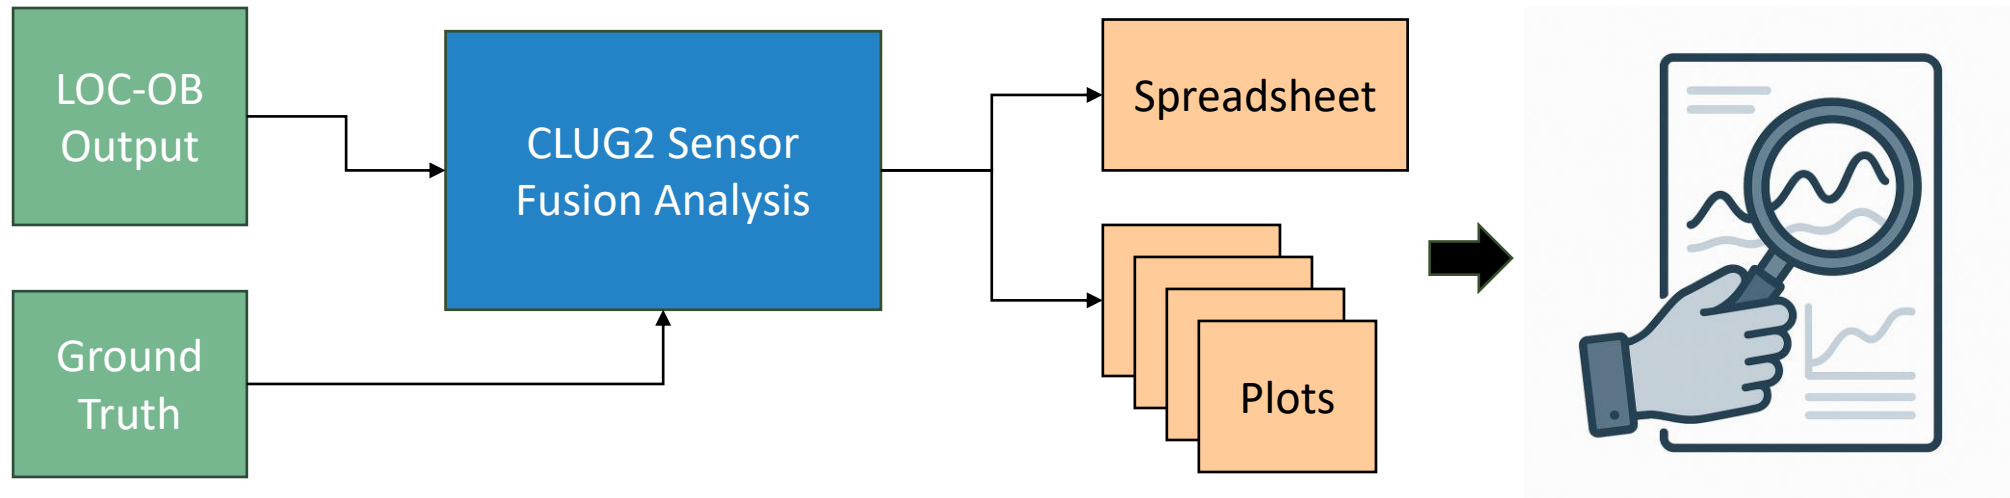 LOC-OB
Output
CLUG2 Sensor
Fusion Analysis
Spreadsheet
Ground
Truth
Plots